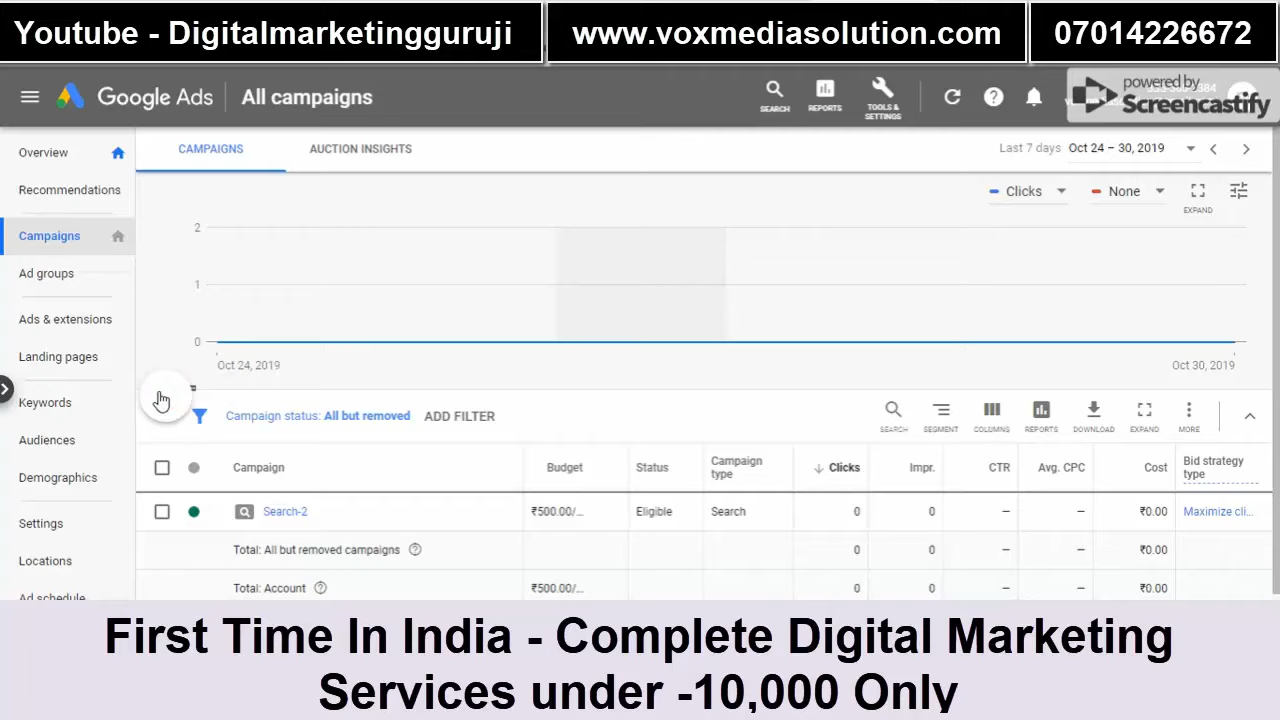 Youtube - Digitalmarketingguruji
www.voxmediasolution.com
07014226672
Google Ads
All campaigns
SEARCH
REPORTS
TOOLS &
SETTINGS
powered by
Screencastify
Overview
Recommendations
Campaigns
Ad groups
Ads & extensions
Landing pages
Keywords
Audiences
Demographics
Settings
Locations
Ad schedule
CAMPAIGNS
AUCTION INSIGHTS
Last 7 days Oct 24 – 30, 2019
Clicks
None
EXPAND
2
1
0
Oct 24, 2019
Oct 30, 2019
Campaign status: All but removed
ADD FILTER
SEARCH
SEGMENT
COLUMNS
REPORTS
DOWNLOAD
EXPAND
MORE
Campaign Budget Status Campaign type Clicks Impr. CTR Avg. CPC Cost Bid strategy type
Search-2 ₹500.00/... Eligible Search 0 0 – – ₹0.00 Maximize cli...
Total: All but removed campaigns 0 0 – – ₹0.00
Total: Account ₹500.00/... 0 0 – – ₹0.00
First Time In India - Complete Digital Marketing
Services under -10,000 Only